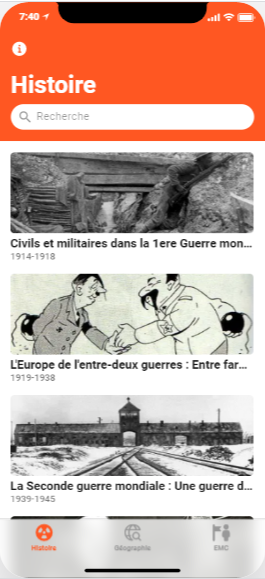 7:40
Histoire
Recherche
Civils et militaires dans la 1ere Guerre mon...
1914-1918
L'Europe de l'entre-deux guerres : Entre far...
1919-1938
La Seconde guerre mondiale : Une guerre d...
1939-1945
Histoire
Géographie
EMC